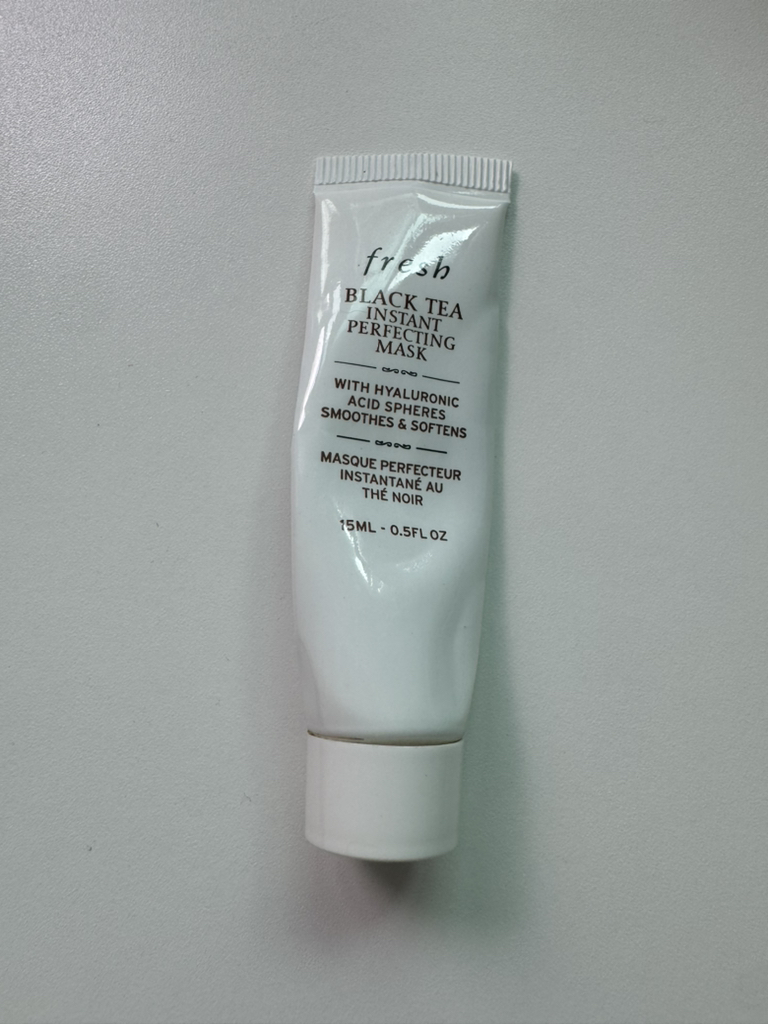 fresh
BLACK TEA
INSTANT
PERFECTING
MASK
WITH HYALURONIC
ACID SPHERES
SMOOTHES & SOFTENS
MASQUE PERFECTEUR
INSTANTANÉ AU
THÉ NOIR
15ML - 0.5FL OZ